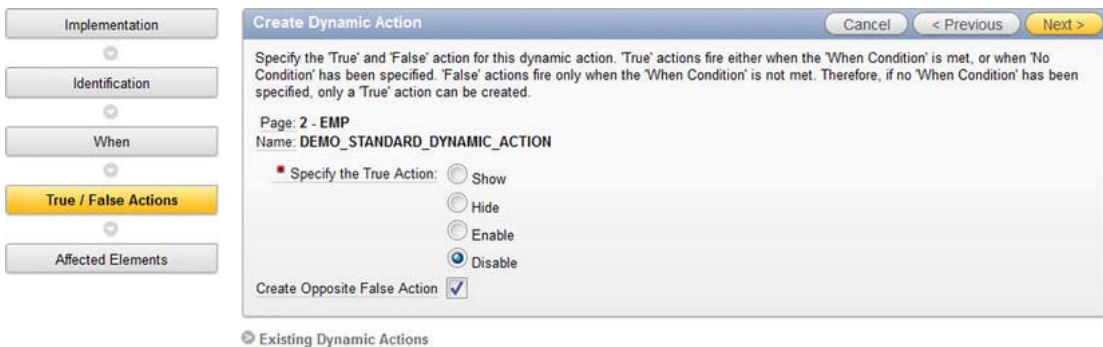 Implementation
Identification
When
True / False Actions
Affected Elements
Create Dynamic Action
Cancel
< Previous
Next >
Specify the 'True' and 'False' action for this dynamic action. 'True' actions fire either when the 'When Condition' is met, or when 'No
Condition' has been specified. 'False' actions fire only when the 'When Condition' is not met. Therefore, if no 'When Condition' has been
specified, only a 'True' action can be created.
Page: 2 - EMP
Name: DEMO_STANDARD_DYNAMIC_ACTION
Specify the True Action:
Show
Hide
Enable
Disable
Create Opposite False Action
Existing Dynamic Actions